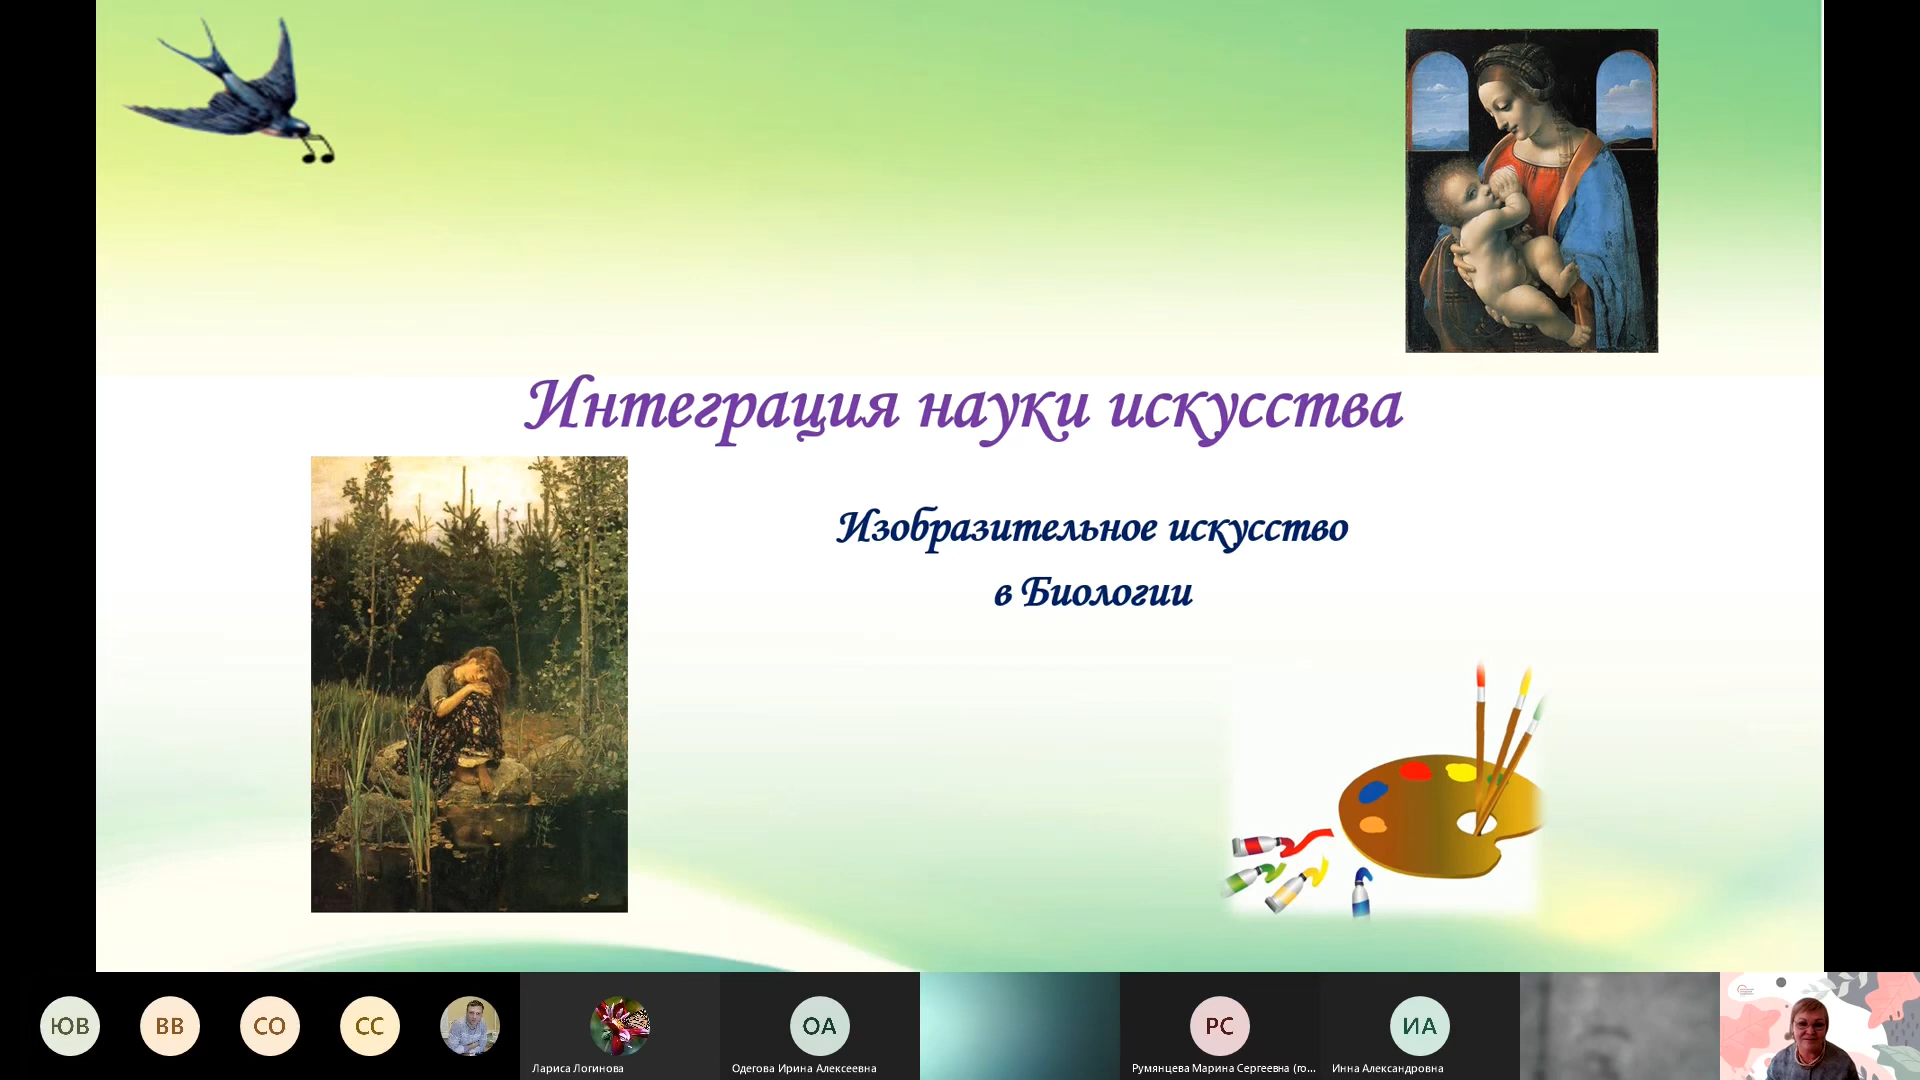 Интеграция науки искусства
Изобразительное искусство
в Биологии
ЮВ
ВВ
СО
СС
ОА
РС
ИА
Лариса Логинова
Одегова Ирина Алексеевна
Румянцева Марина Сергеевна (го...
Инна Александровна